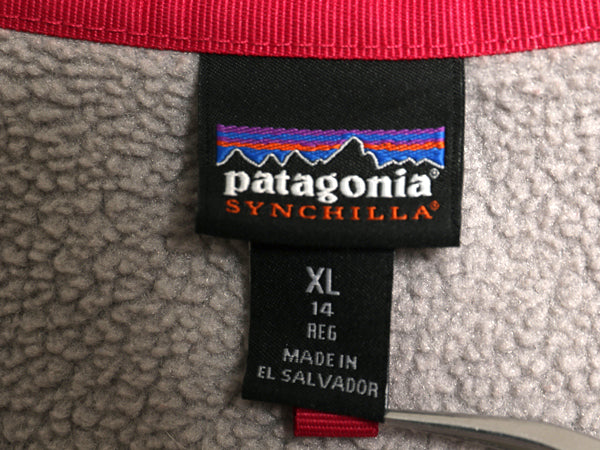 patagonia®
SYNCHILLA®
XL
14
REG
MADE IN
EL SALVADOR